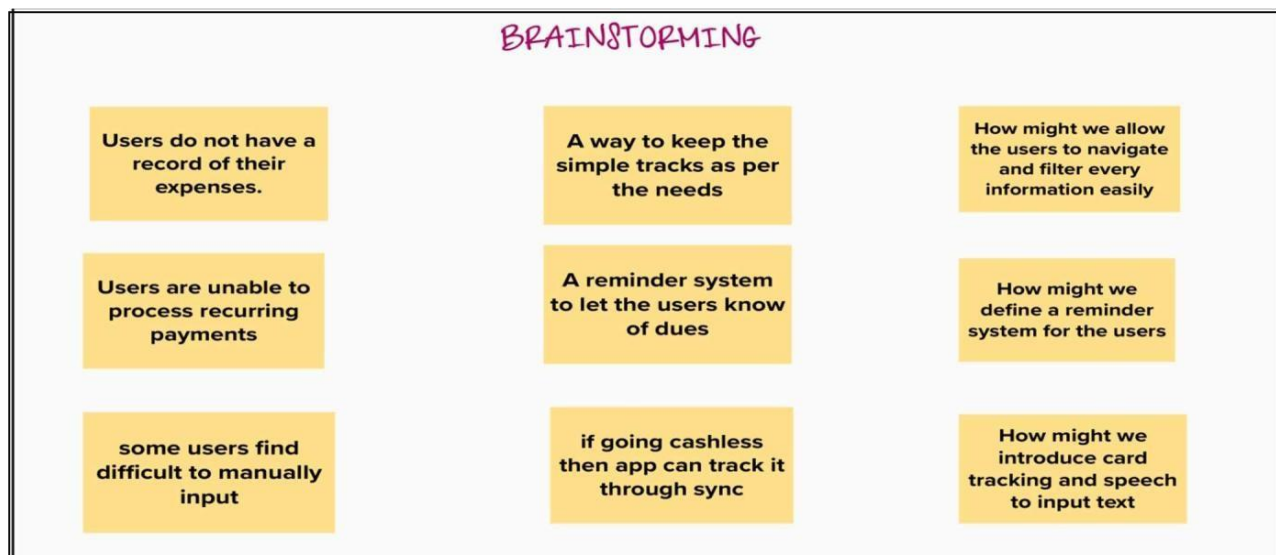 BRAINSTORMING
Users do not have a
record of their
expenses.
A way to keep the
simple tracks as per
the needs
How might we allow
the users to navigate
and filter every
information easily
Users are unable to
process recurring
payments
A reminder system
to let the users know
of dues
How might we
define a reminder
system for the users
some users find
difficult to manually
input
if going cashless
then app can track it
through sync
How might we
introduce card
tracking and speech
to input text